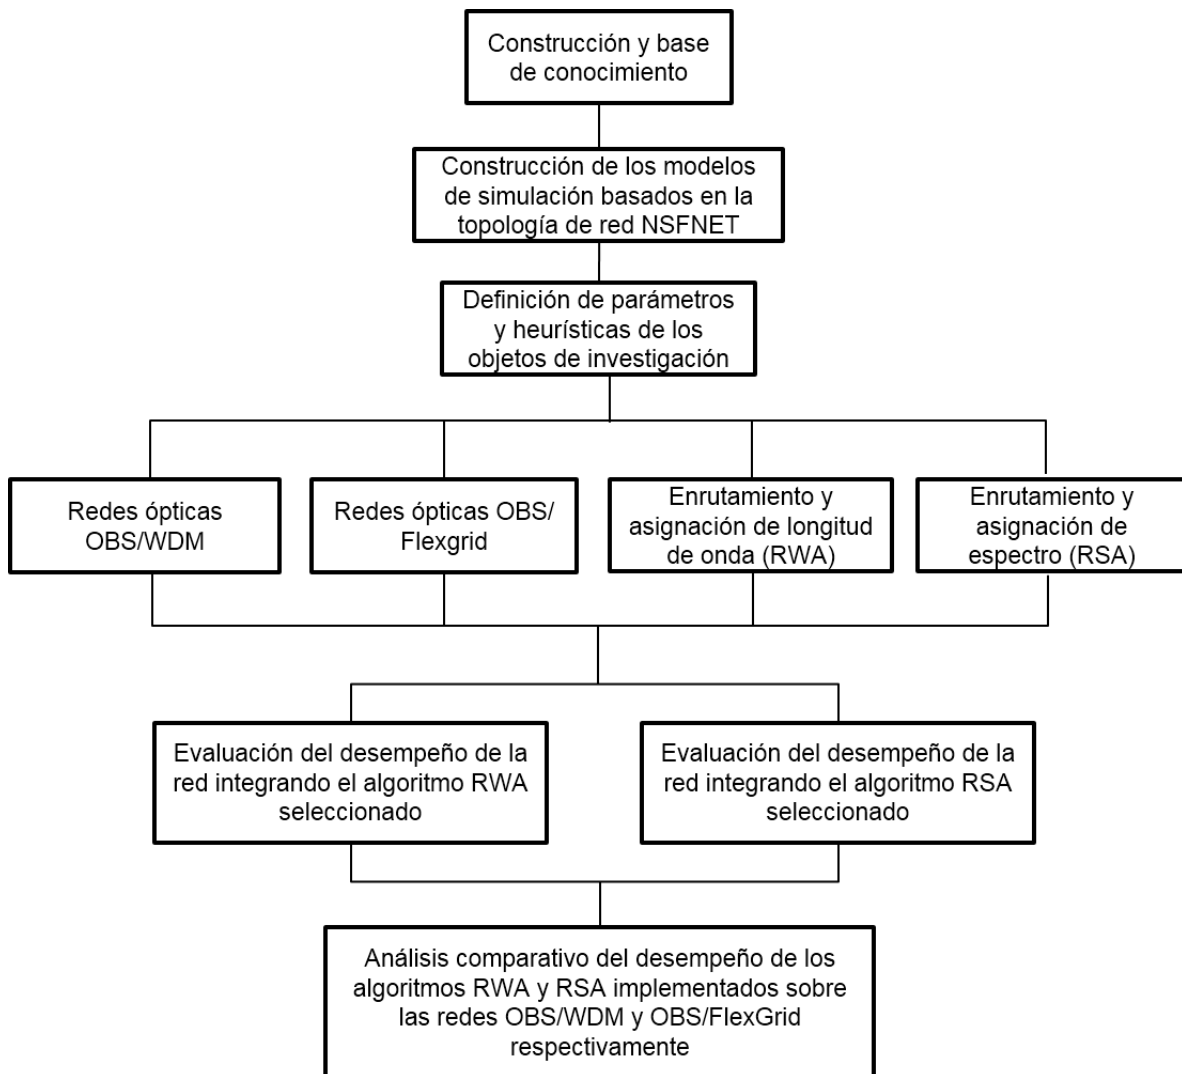 Construcción y base
de conocimiento
Construcción de los modelos
de simulación basados en la
topología de red NSFNET
Definición de parámetros
y heurísticas de los
objetos de investigación
Redes ópticas
OBS/WDM
Redes ópticas OBS/
Flexgrid
Enrutamiento y
asignación de longitud
de onda (RWA)
Enrutamiento y
asignación de
espectro (RSA)
Evaluación del desempeño de la
red integrando el algoritmo RWA
seleccionado
Evaluación del desempeño de la
red integrando el algoritmo RSA
seleccionado
Análisis comparativo del desempeño de los
algoritmos RWA y RSA implementados sobre
las redes OBS/WDM y OBS/FlexGrid
respectivamente